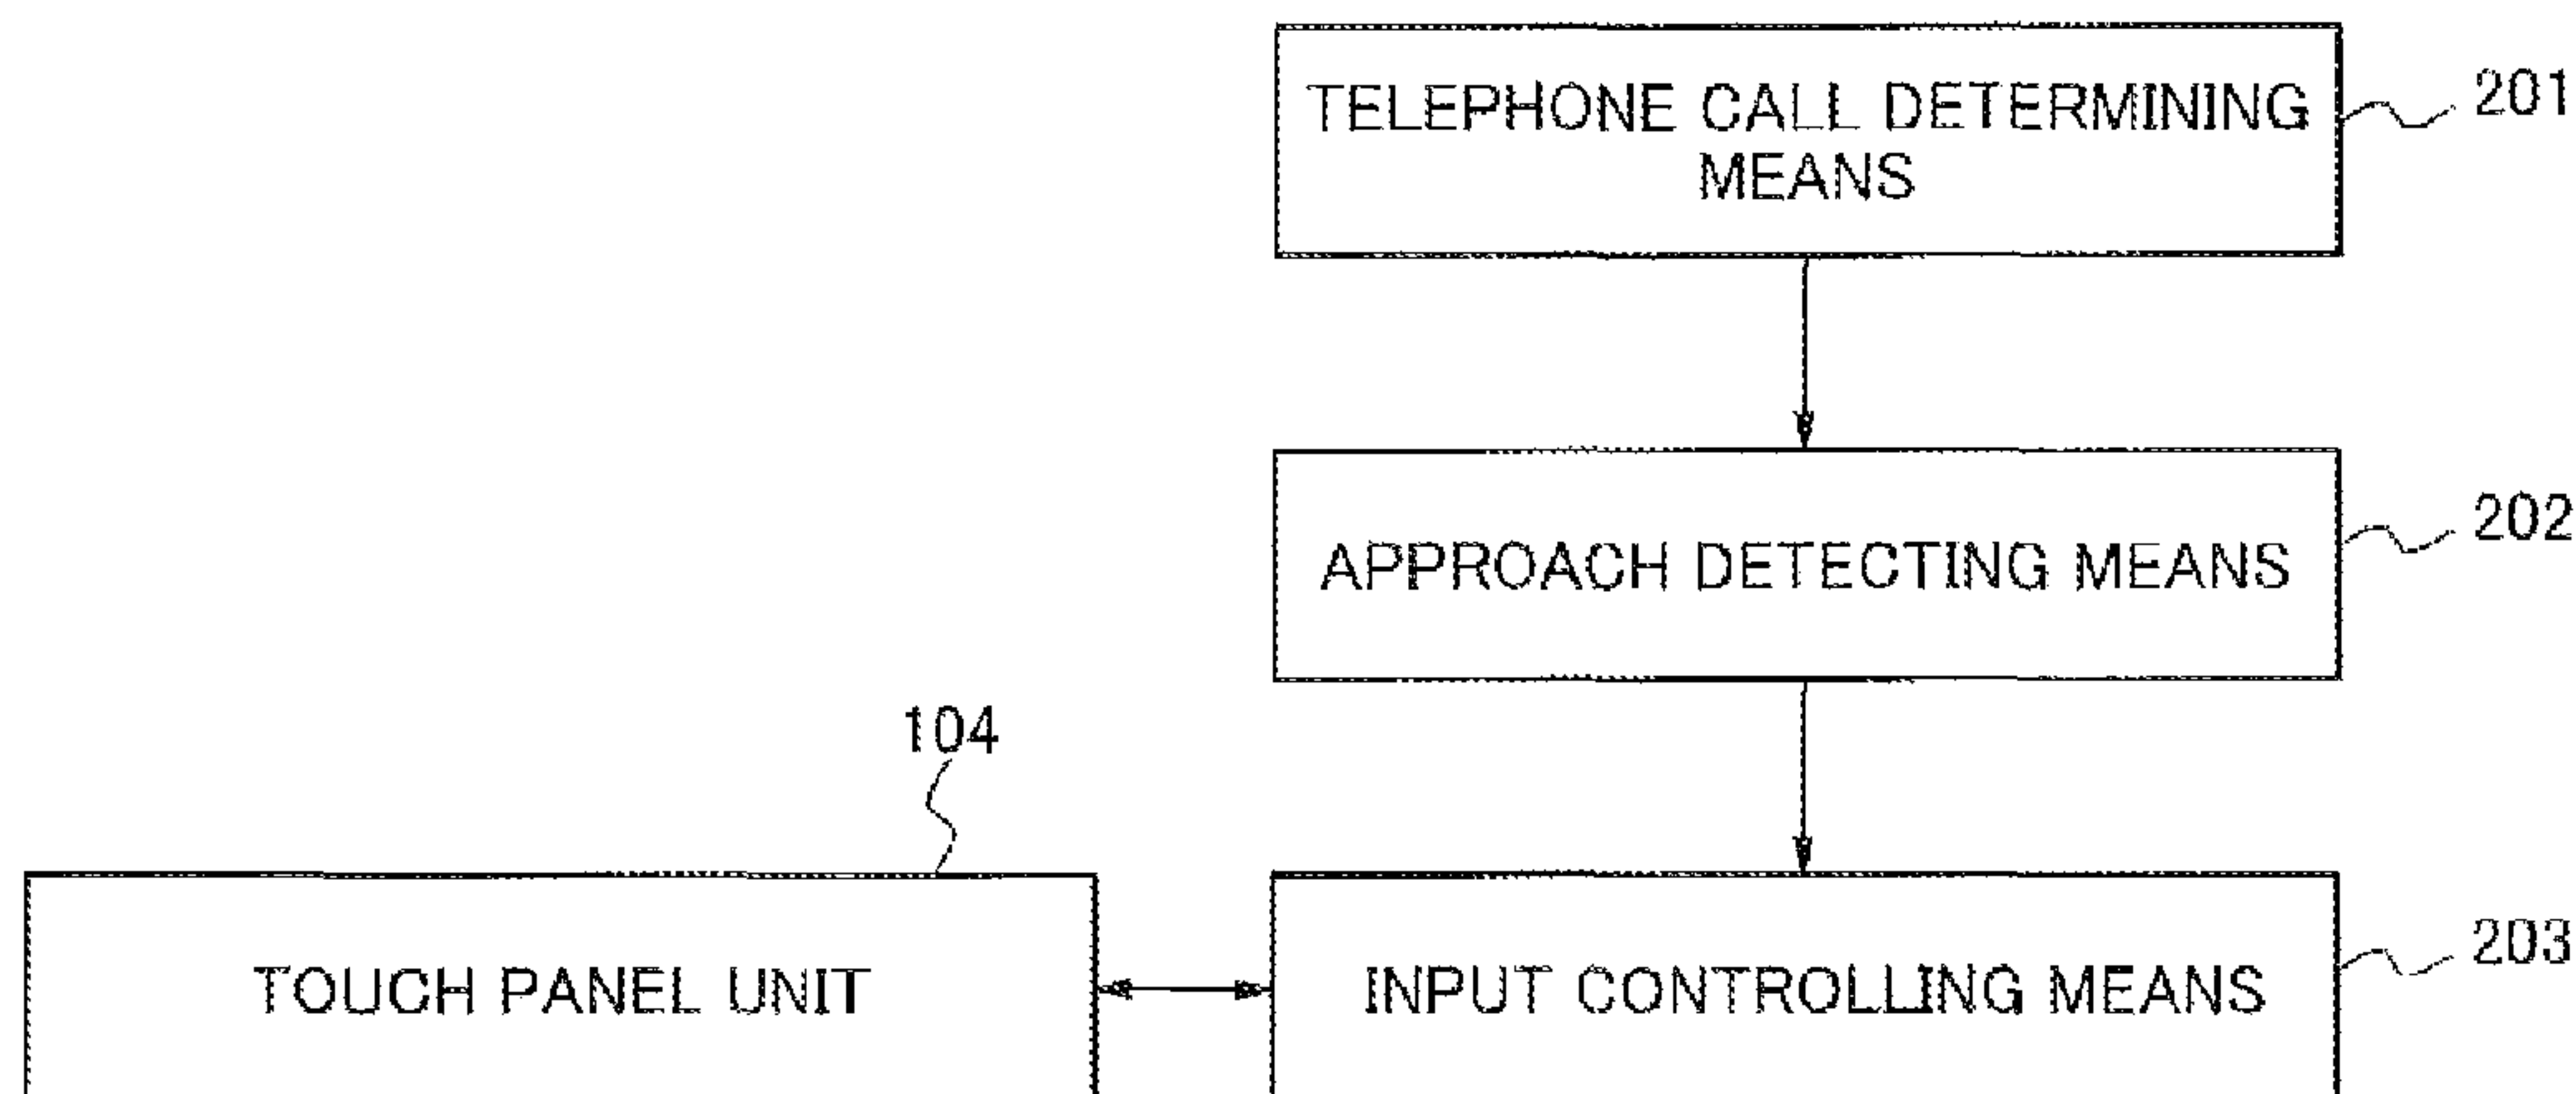 TELEPHONE CALL DETERMINING
MEANS
201
APPROACH DETECTING MEANS
202
104
TOUCH PANEL UNIT
INPUT CONTROLLING MEANS
203